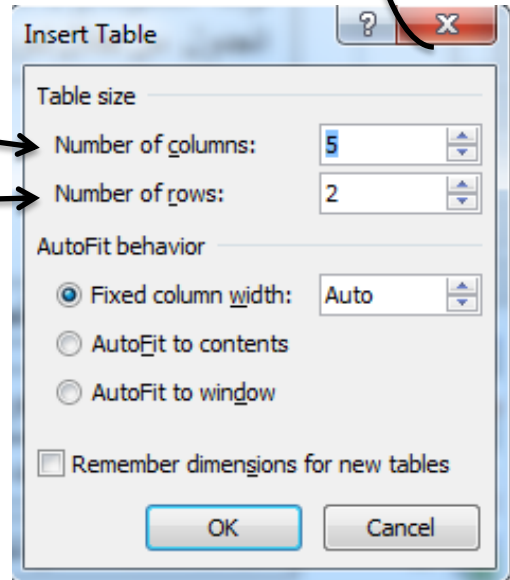 Insert Table
Table size
Number of columns:
5
Number of rows:
2
AutoFit behavior
Fixed column width:
Auto
AutoFit to contents
AutoFit to window
Remember dimensions for new tables
OK
Cancel